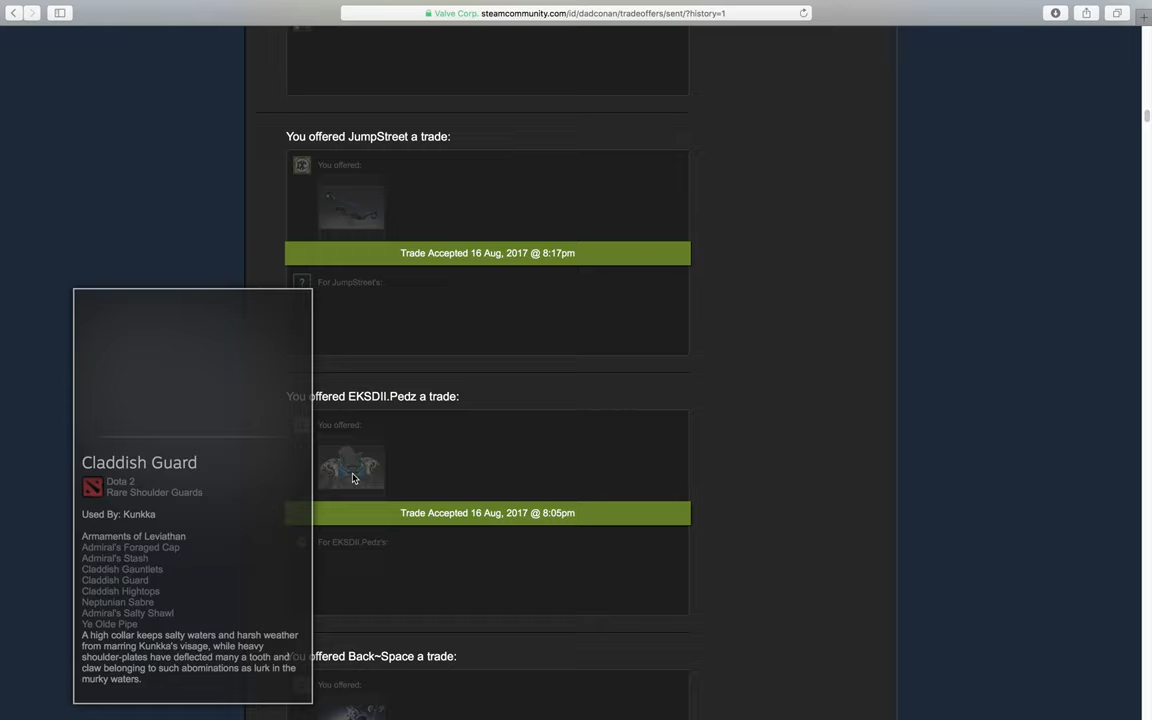 Valve Corp. steamcommunity.com/id/dadconan/tradeoffers/sent/?history=1
You offered JumpStreet a trade:
You offered:
Trade Accepted 16 Aug, 2017 @ 8:17pm
? For JumpStreet's:
You offered EKSDII.Pedz a trade:
You offered:
Trade Accepted 16 Aug, 2017 @ 8:05pm
For EKSDII.Pedz's:
You offered Back~Space a trade:
You offered:
Claddish Guard
Dota 2
Rare Shoulder Guards
Used By: Kunkka
Armaments of Leviathan
Admiral's Foraged Cap
Admiral's Stash
Claddish Gauntlets
Claddish Guard
Claddish Hightops
Neptunian Sabre
Admiral's Salty Shawl
Ye Olde Pipe
A high collar keeps salty waters and harsh weather
from marring Kunkka's visage, while heavy
shoulder-plates have deflected many a tooth and
claw belonging to such abominations as lurk in the
murky waters.